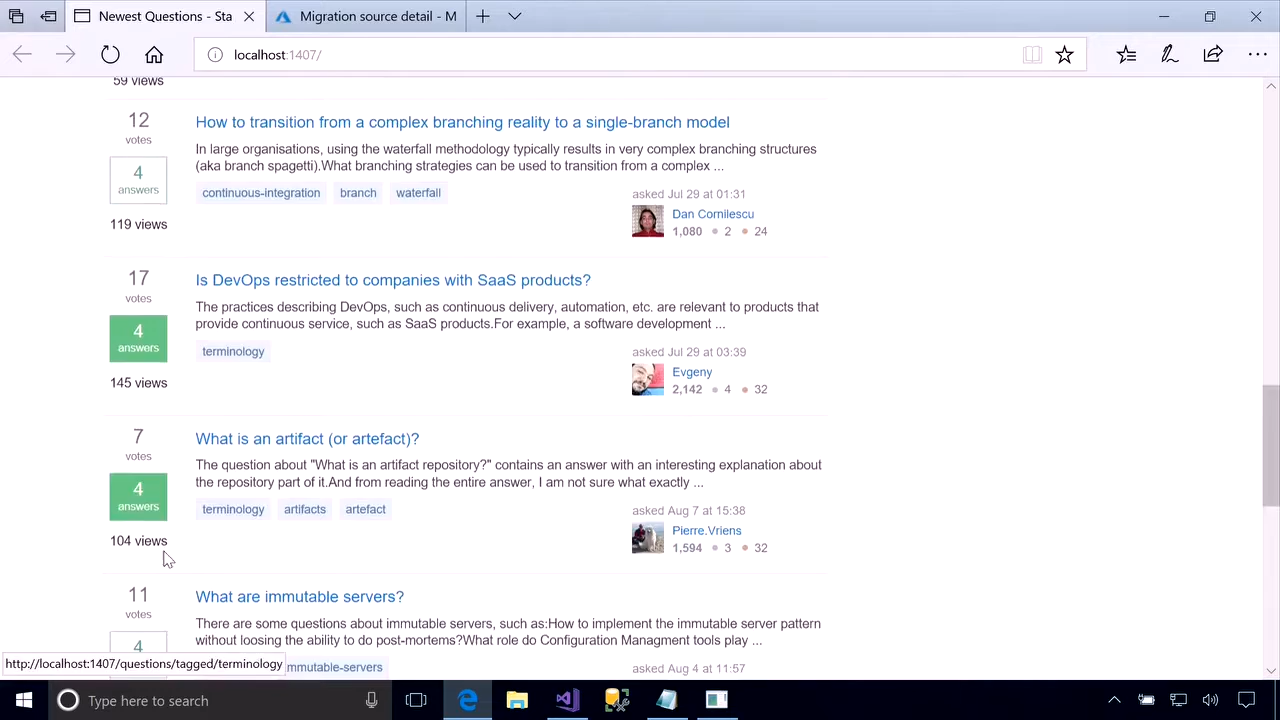 Newest Questions - Sta
Migration source detail - M
localhost:1407/
59 views
12
votes
4
answers
119 views
How to transition from a complex branching reality to a single-branch model
In large organisations, using the waterfall methodology typically results in very complex branching structures
(aka branch spagetti).What branching strategies can be used to transition from a complex ...
continuous-integration branch waterfall
asked Jul 29 at 01:31
Dan Cornilescu
1,080 2 24
17
votes
4
answers
145 views
Is DevOps restricted to companies with SaaS products?
The practices describing DevOps, such as continuous delivery, automation, etc. are relevant to products that
provide continuous service, such as SaaS products.For example, a software development ...
terminology
asked Jul 29 at 03:39
Evgeny
2,142 4 32
7
votes
4
answers
104 views
What is an artifact (or artefact)?
The question about "What is an artifact repository?" contains an answer with an interesting explanation about
the repository part of it.And from reading the entire answer, I am not sure what exactly ...
terminology artifacts artefact
asked Aug 7 at 15:38
Pierre.Vriens
1,594 3 32
11
votes
4
What are immutable servers?
There are some questions about immutable servers, such as:How to implement the immutable server pattern
without loosing the ability to do post-mortems?What role do Configuration Managment tools play ...
mmutable-servers
asked Aug 4 at 11:57
http://localhost:1407/questions/tagged/terminology
Type here to search